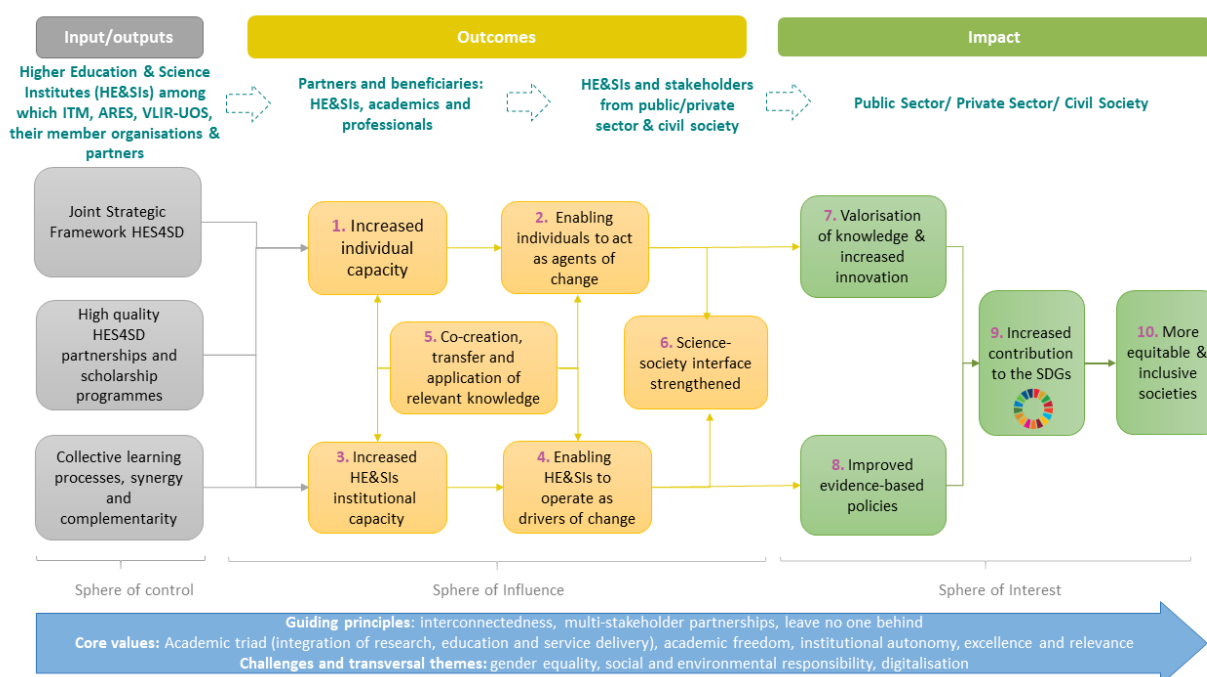 Input/outputs
Outcomes
Impact
Higher Education & Science
Institutes (HE&SIs) among
which ITM, ARES, VLIR-UOS,
their member organisations &
partners
Partners and beneficiaries:
HE&SIs, academics and
professionals
HE&SIs and stakeholders
from public/private
sector & civil society
Public Sector/ Private Sector/ Civil Society
Joint Strategic
Framework HES4SD
High quality
HES4SD
partnerships and
scholarship
programmes
Collective learning
processes, synergy
and
complementarity
1. Increased
individual
capacity
2. Enabling
individuals to act
as agents of
change
5. Co-creation,
transfer and
application of
relevant knowledge
6. Science-
society interface
strengthened
3. Increased
HE&SIs
institutional
capacity
4. Enabling
HE&SIs to
operate as
drivers of change
7. Valorisation
of knowledge &
increased
innovation
8. Improved
evidence-based
policies
9. Increased
contribution
to the SDGs
10. More
equitable &
inclusive
societies
Sphere of control
Sphere of Influence
Sphere of Interest
Guiding principles: interconnectedness, multi-stakeholder partnerships, leave no one behind
Core values: Academic triad (integration of research, education and service delivery), academic freedom, institutional autonomy, excellence and relevance
Challenges and transversal themes: gender equality, social and environmental responsibility, digitalisation